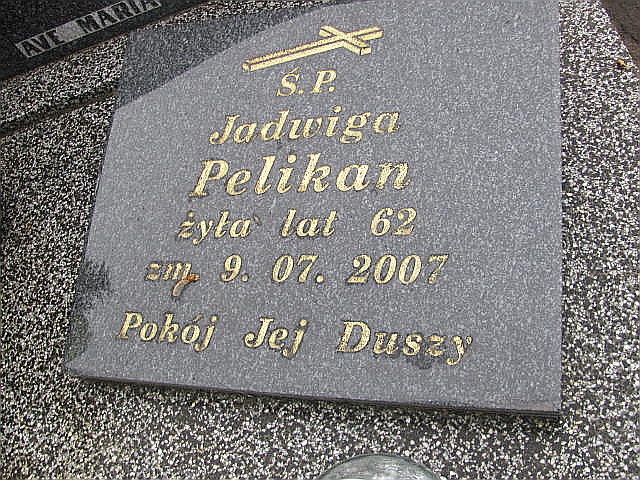 AVE MARIA
Ś.P.
Jadwiga
Pelikan
żyła lat 62
zm. 9. 07. 2007
Pokój Jej Duszy